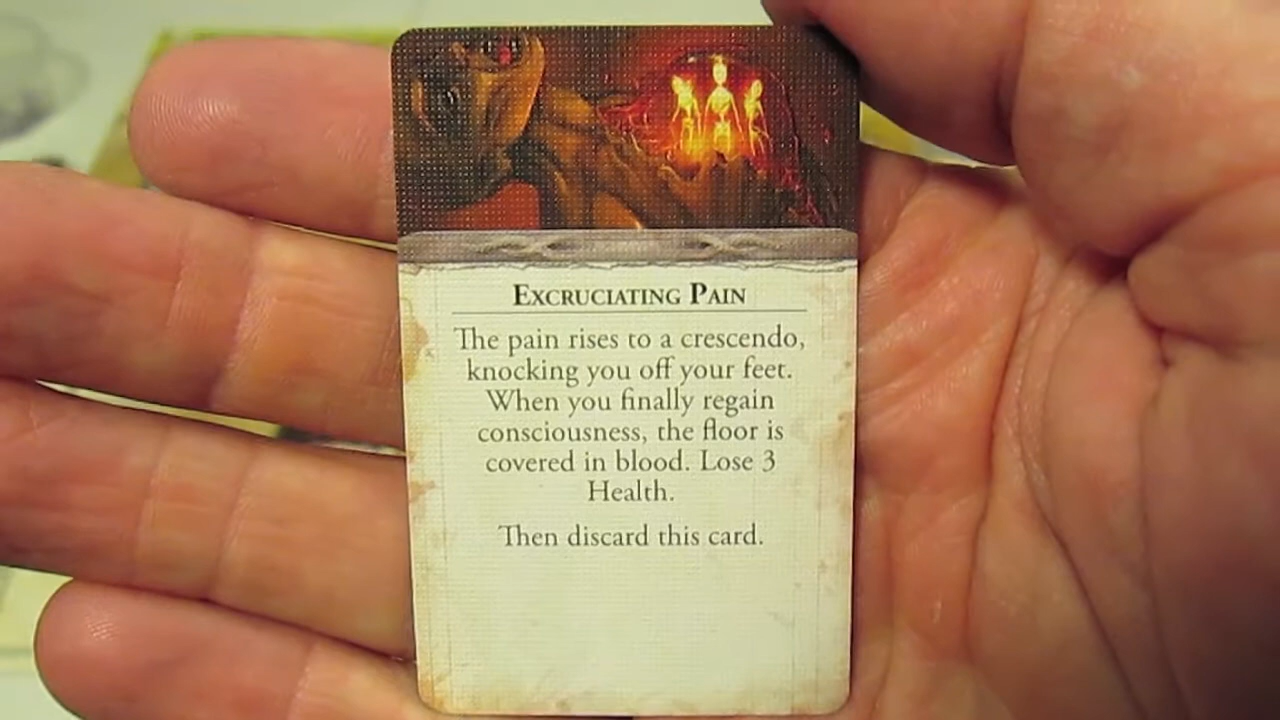 EXCRUCIATING PAIN
The pain rises to a crescendo,
knocking you off your feet.
When you finally regain
consciousness, the floor is
covered in blood. Lose 3
Health.
Then discard this card.